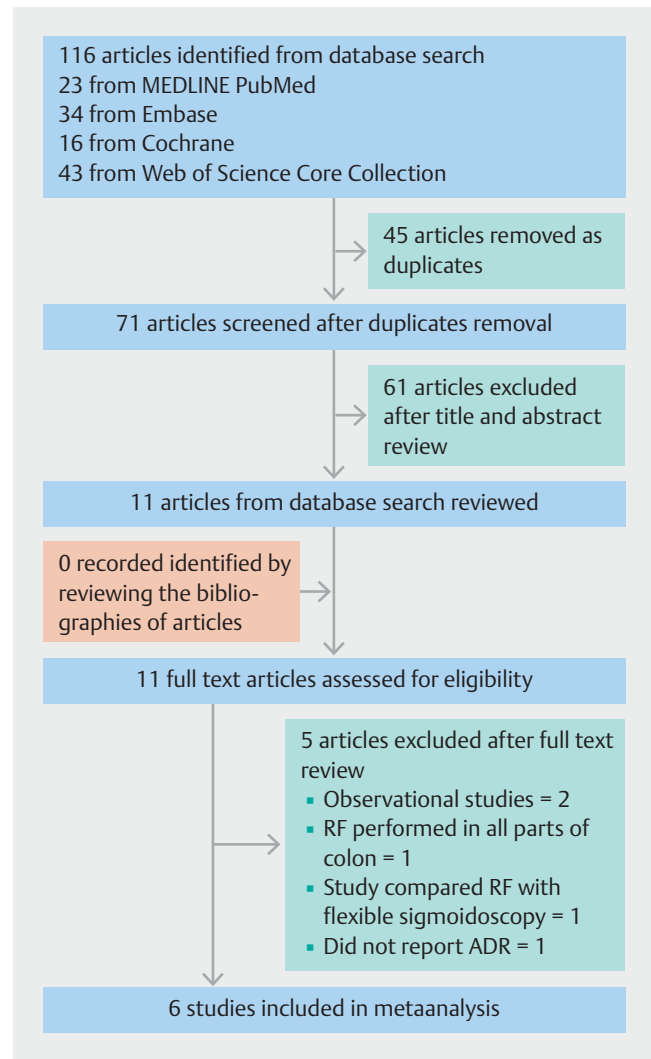 116 articles identified from database search
23 from MEDLINE PubMed
34 from Embase
16 from Cochrane
43 from Web of Science Core Collection
45 articles removed as
duplicates
71 articles screened after duplicates removal
61 articles excluded
after title and abstract
review
11 articles from database search reviewed
0 recorded identified by
reviewing the biblio-
graphies of articles
11 full text articles assessed for eligibility
5 articles excluded after full text
review
▪ Observational studies = 2
▪ RF performed in all parts of
colon = 1
▪ Study compared RF with
flexible sigmoidoscopy = 1
▪ Did not report ADR = 1
6 studies included in metaanalysis